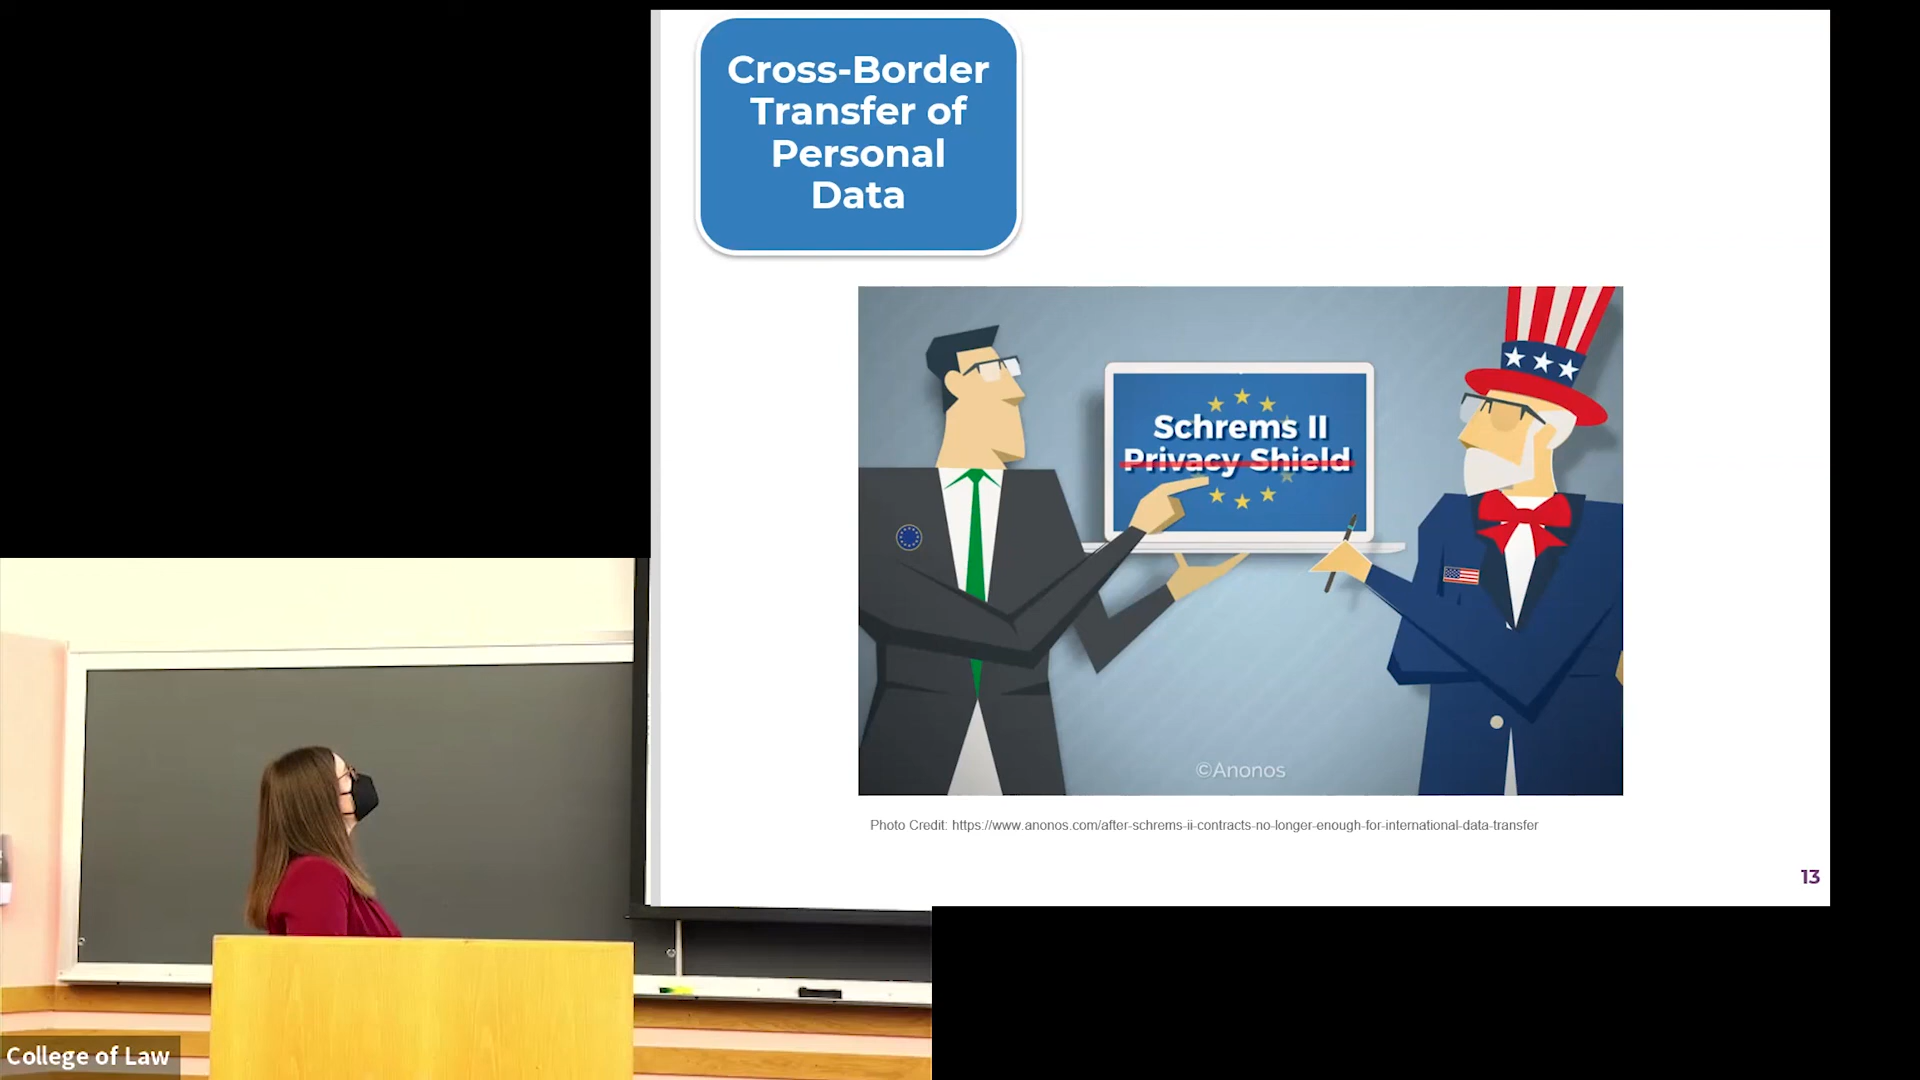 Cross-Border
Transfer of
Personal
Data
Schrems II
Privacy Shield
©Anonos
Photo Credit: https://www.anonos.com/after-schrems-ii-contracts-no-longer-enough-for-international-data-transfer
13
College of Law